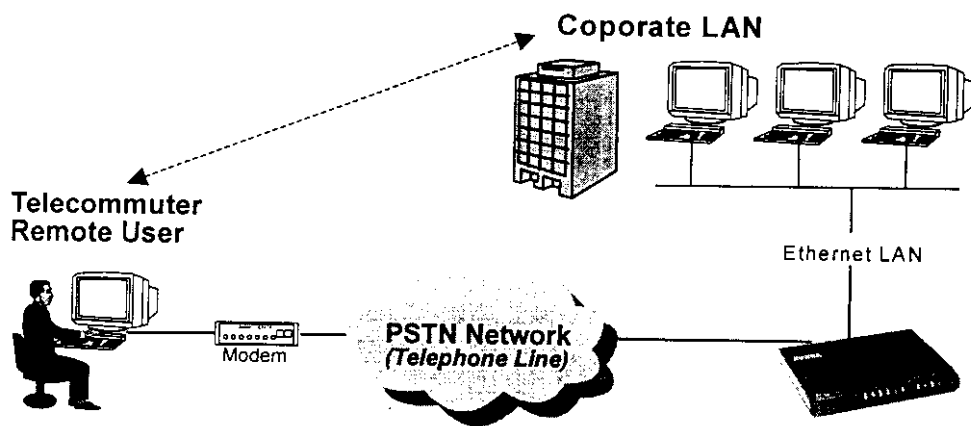 Coporate LAN
Telecommuter
Remote User
Ethernet LAN
PSTN Network
(Telephone Line)
Modem